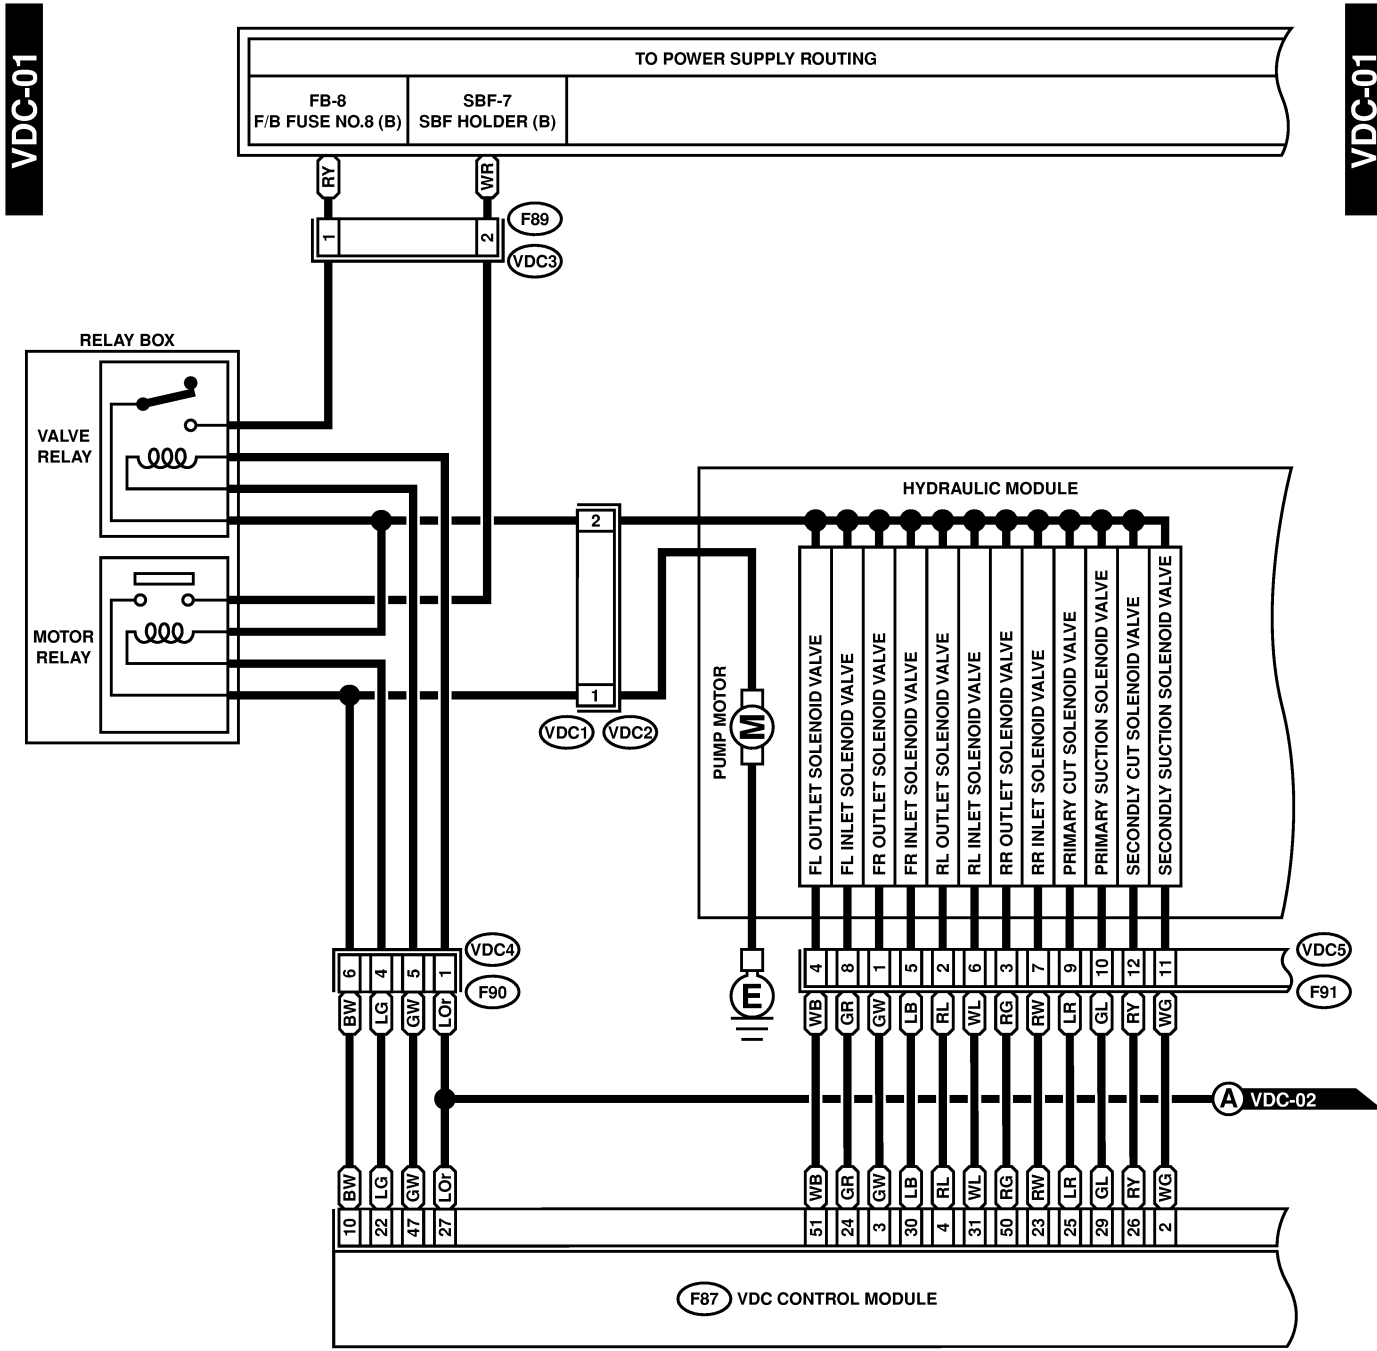 VDC-01
VDC-01
TO POWER SUPPLY ROUTING
FB-8
F/B FUSE NO.8 (B)
SBF-7
SBF HOLDER (B)
RY
WR
1
2
F89
VDC3
RELAY BOX
VALVE
RELAY
MOTOR
RELAY
2
1
VDC1
VDC2
HYDRAULIC MODULE
PUMP MOTOR
M
E
FL OUTLET SOLENOID VALVE
FL INLET SOLENOID VALVE
FR OUTLET SOLENOID VALVE
FR INLET SOLENOID VALVE
RL OUTLET SOLENOID VALVE
RL INLET SOLENOID VALVE
RR OUTLET SOLENOID VALVE
RR INLET SOLENOID VALVE
PRIMARY CUT SOLENOID VALVE
PRIMARY SUCTION SOLENOID VALVE
SECONDLY CUT SOLENOID VALVE
SECONDLY SUCTION SOLENOID VALVE
6 4 5 1
VDC4
F90
BW LG GW LOr
4 8 1 5 2 6 3 7 9 10 12 11
VDC5
F91
WB GR GW LB RL WL RG RW LR GL RY WG
A VDC-02
BW LG GW LOr
WB GR GW LB RL WL RG RW LR GL RY WG
10 22 47 27
51 24 3 30 4 31 50 23 25 29 26 2
F87 VDC CONTROL MODULE